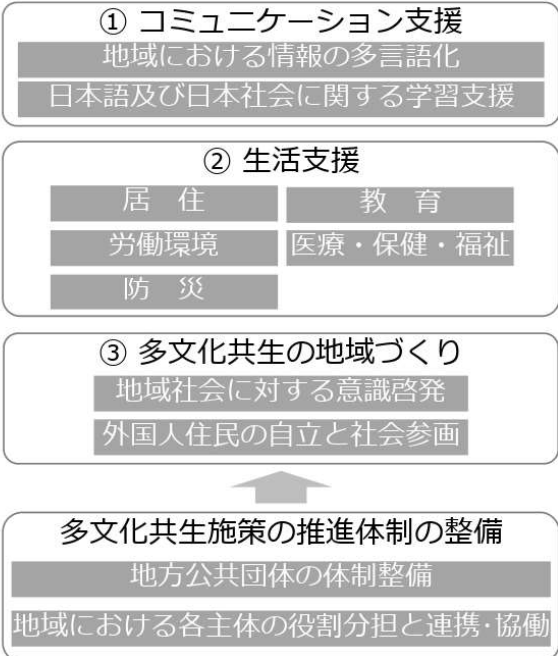 ① コミュニケーション支援
地域における情報の多言語化
日本語及び日本社会に関する学習支援
② 生活支援
居　住
教　育
労働環境
医療・保健・福祉
防　災
③ 多文化共生の地域づくり
地域社会に対する意識啓発
外国人住民の自立と社会参画
多文化共生施策の推進体制の整備
地方公共団体の体制整備
地域における各主体の役割分担と連携・協働